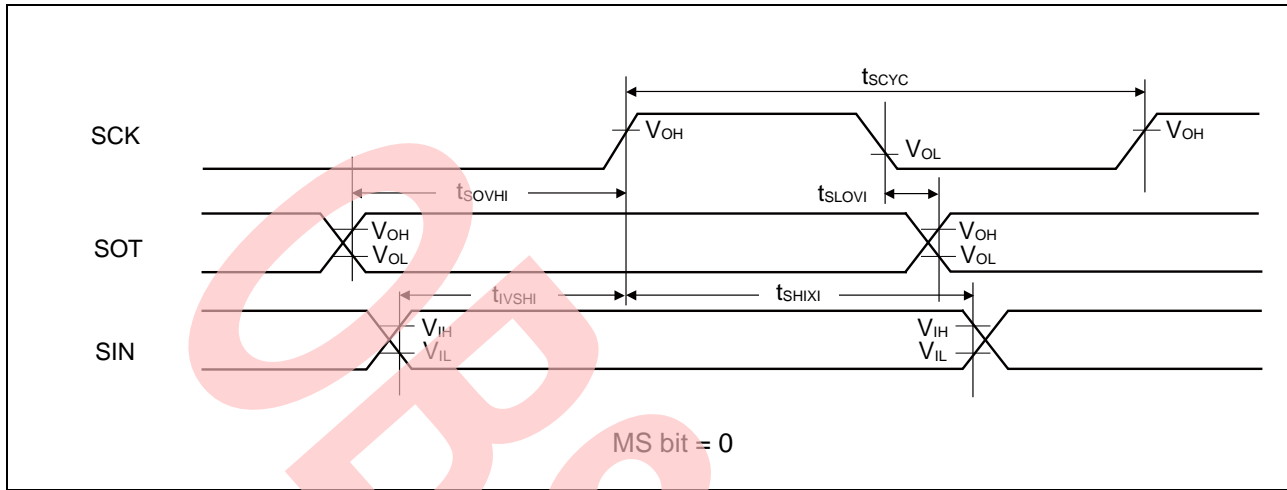 tSCYC
SCK
VOH
VOL
VOH
tSOVHI
tSLOVI
SOT
VOH
VOL
VOH
VOL
tIVSHI
tSHIXI
SIN
VIH
VIL
VIH
VIL
MS bit = 0